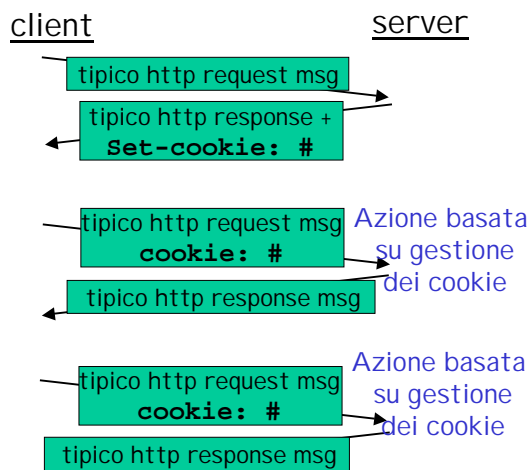 client
server
tipico http request msg
tipico http response +
Set-cookie: #
tipico http request msg
cookie: #
Azione basata
su gestione
dei cookie
tipico http response msg
tipico http request msg
cookie: #
Azione basata
su gestione
dei cookie
tipico http response msg